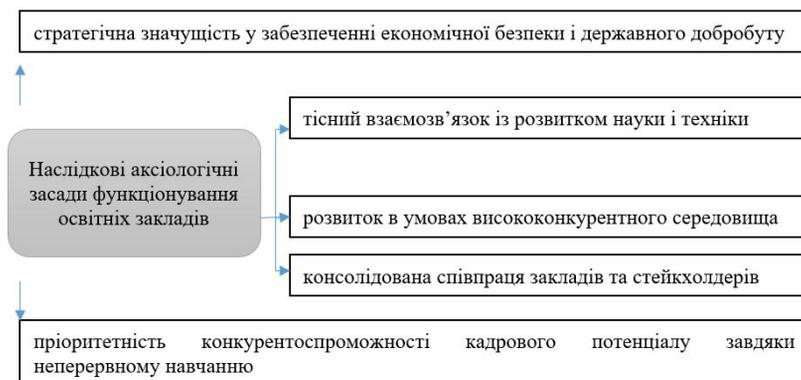 стратегічна значущість у забезпеченні економічної безпеки і державного добробуту
тісний взаємозв’язок із розвитком науки і техніки
Наслідкові аксіологічні
засади функціонування
освітніх закладів
розвиток в умовах висококонкурентного середовища
консолідована співпраця закладів та стейкхолдерів
пріоритетність конкурентоспроможності кадрового потенціалу завдяки
неперервному навчанню